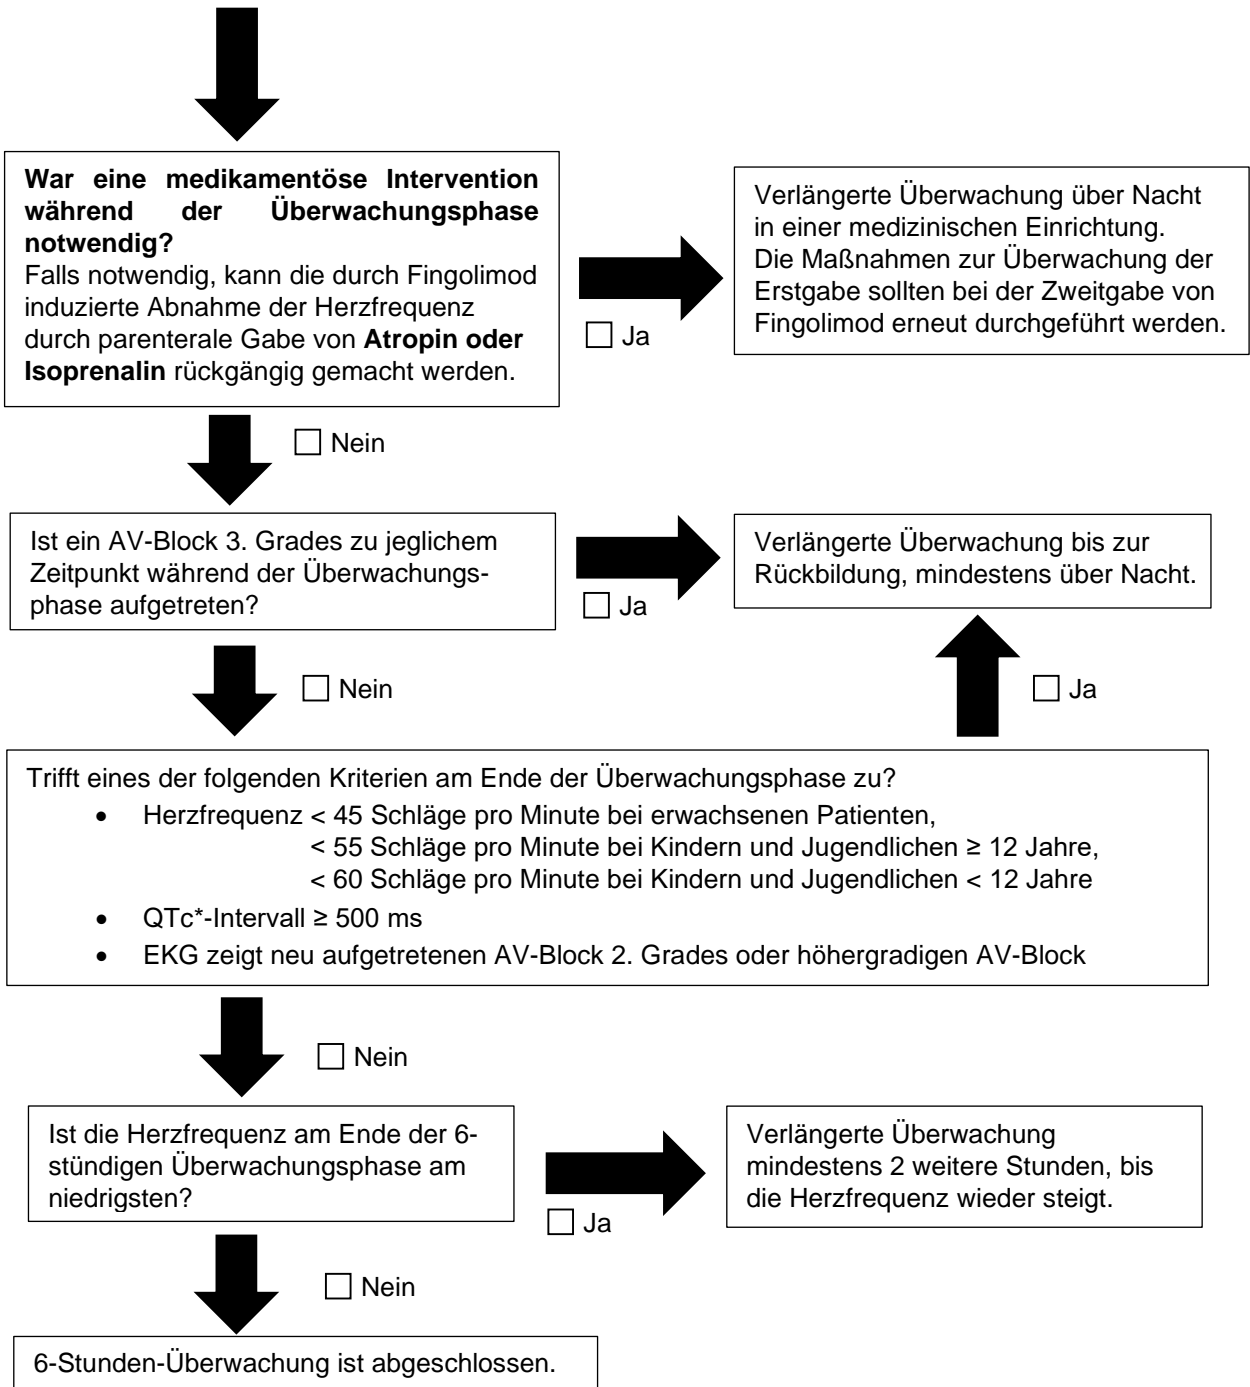 War eine medikamentöse Intervention
während der Überwachungsphase
notwendig?
Falls notwendig, kann die durch Fingolimod
induzierte Abnahme der Herzfrequenz
durch parenterale Gabe von Atropin oder
Isoprenalin rückgängig gemacht werden.
☐ Ja
Verlängerte Überwachung über Nacht
in einer medizinischen Einrichtung.
Die Maßnahmen zur Überwachung der
Erstgabe sollten bei der Zweitgabe von
Fingolimod erneut durchgeführt werden.
☐ Nein
Ist ein AV-Block 3. Grades zu jeglichem
Zeitpunkt während der Überwachungs-
phase aufgetreten?
☐ Ja
Verlängerte Überwachung bis zur
Rückbildung, mindestens über Nacht.
☐ Nein
☐ Ja
Trifft eines der folgenden Kriterien am Ende der Überwachungsphase zu?
• Herzfrequenz < 45 Schläge pro Minute bei erwachsenen Patienten,
< 55 Schläge pro Minute bei Kindern und Jugendlichen ≥ 12 Jahre,
< 60 Schläge pro Minute bei Kindern und Jugendlichen < 12 Jahre
• QTc*-Intervall ≥ 500 ms
• EKG zeigt neu aufgetretenen AV-Block 2. Grades oder höhergradigen AV-Block
☐ Nein
Ist die Herzfrequenz am Ende der 6-
stündigen Überwachungsphase am
niedrigsten?
☐ Ja
Verlängerte Überwachung
mindestens 2 weitere Stunden, bis
die Herzfrequenz wieder steigt.
☐ Nein
6-Stunden-Überwachung ist abgeschlossen.